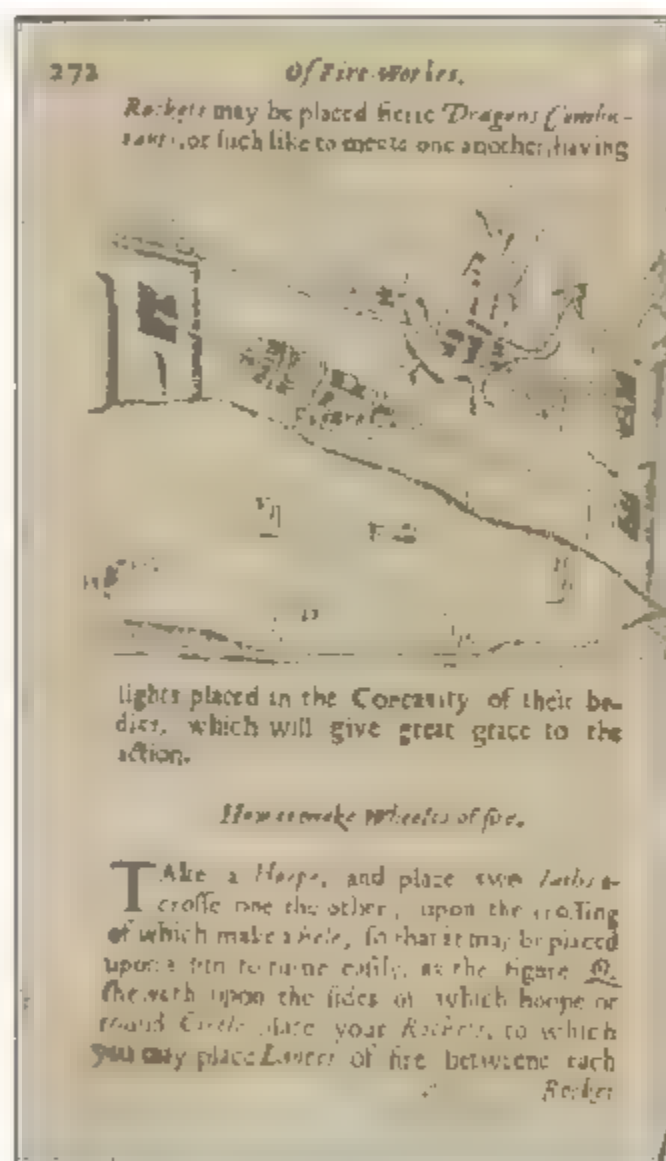 272 Of Fire-workes.
Rockets may be placed fierie Dragons Comba-
tants, or such like to meete one another, having
lights placed in the Concavity of their bo-
dies, which will give great grace to the
action.
How to make Wheeles of fire.
TAke a Hoope, and place two laths a-
crosse one the other, upon the crossing
of which make a hole, so that it may be placed
upon a pin to turne easily, as the figure Q.
sheweth upon the sides of which hoope or
round Circle place your Rockets, to which
you may place Lances of fire betweene each
Rocket